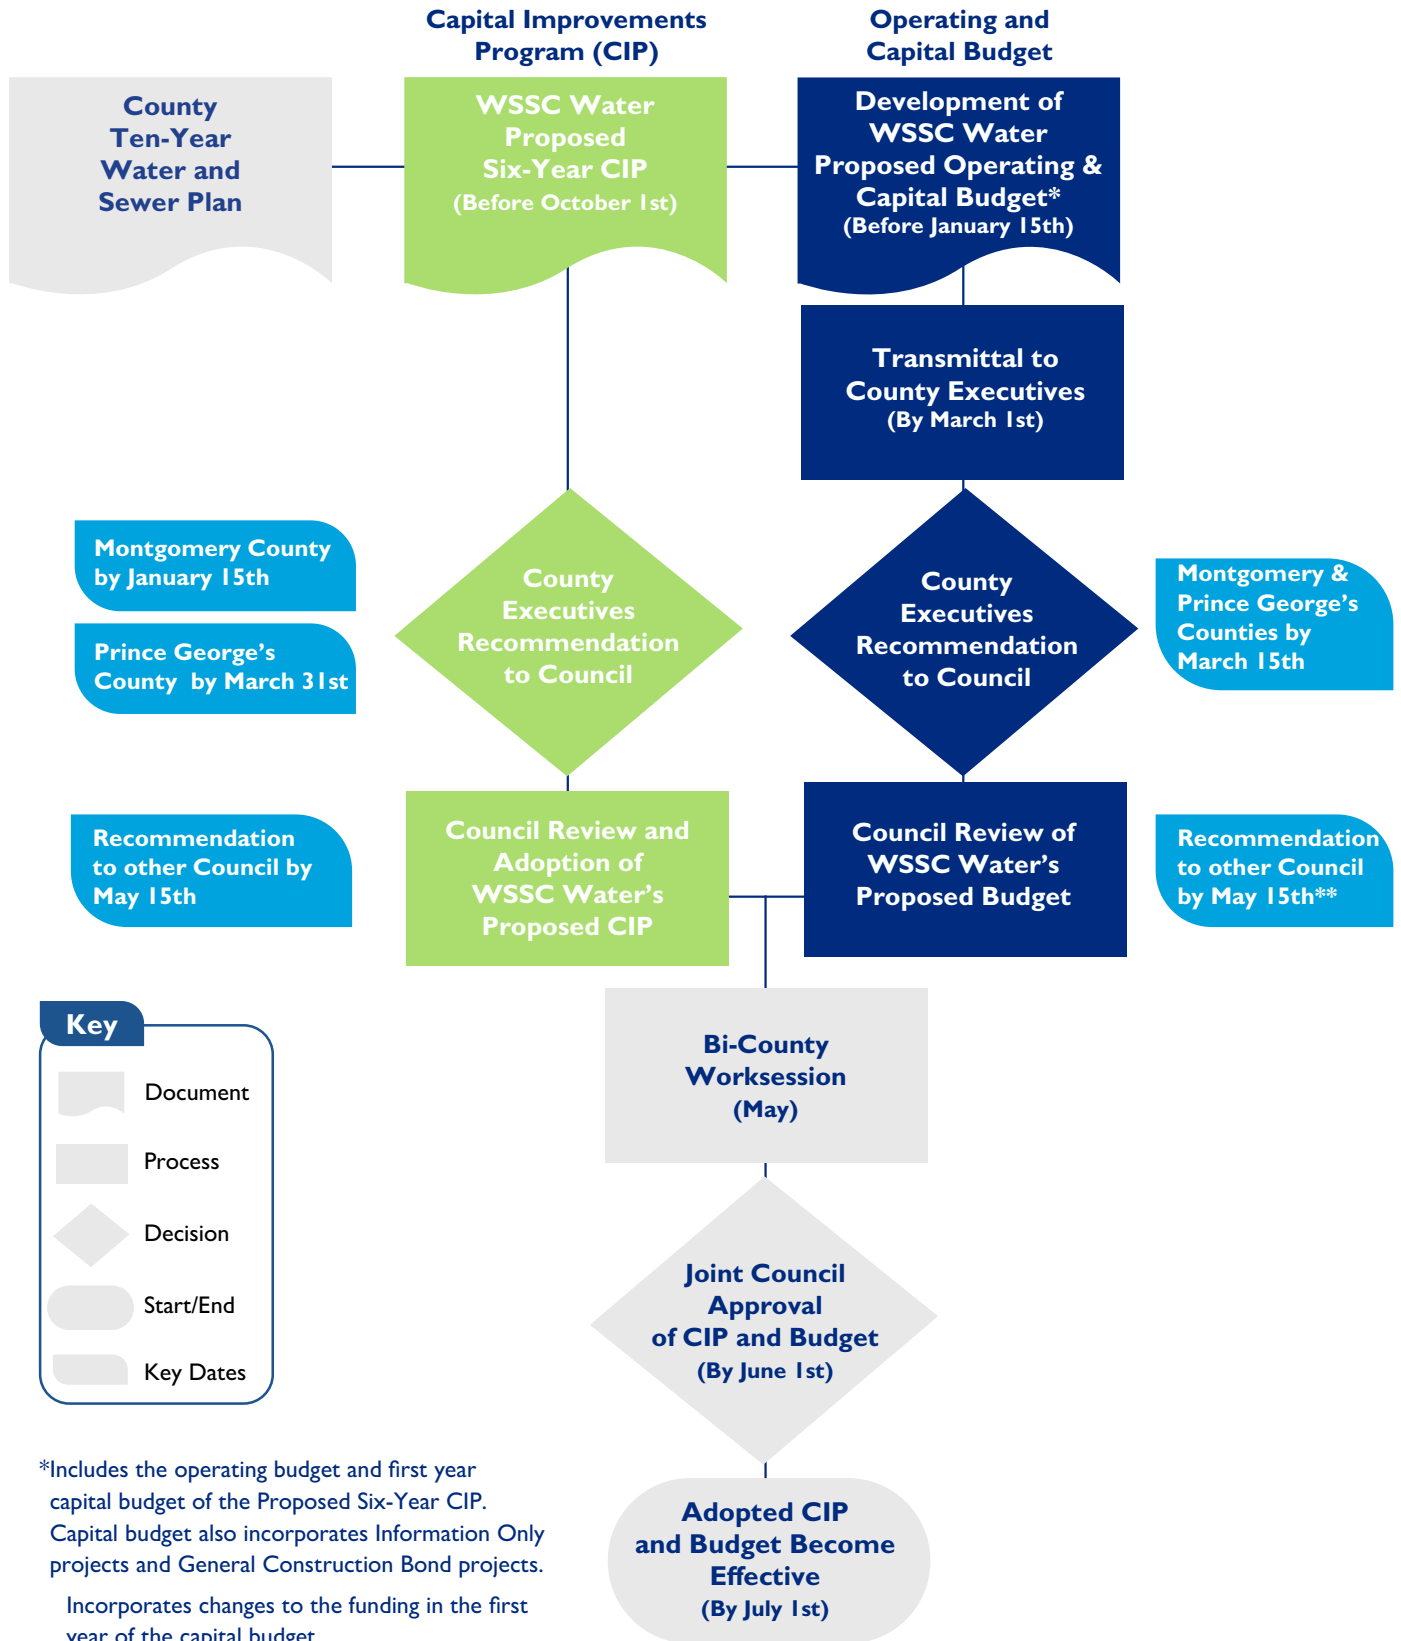 Capital Improvements
Program (CIP)
Operating and
Capital Budget
County
Ten-Year
Water and
Sewer Plan
WSSC Water
Proposed
Six-Year CIP
(Before October 1st)
Development of
WSSC Water
Proposed Operating &
Capital Budget*
(Before January 15th)
Transmittal to
County Executives
(By March 1st)
Montgomery County
by January 15th
Prince George's
County by March 31st
County
Executives
Recommendation
to Council
County
Executives
Recommendation
to Council
Montgomery &
Prince George's
Counties by
March 15th
Recommendation
to other Council by
May 15th
Council Review and
Adoption of
WSSC Water's
Proposed CIP
Council Review of
WSSC Water's
Proposed Budget
Recommendation
to other Council
by May 15th**
Bi-County
Worksession
(May)
Key
Document
Process
Decision
Start/End
Key Dates
Joint Council
Approval
of CIP and Budget
(By June 1st)
Adopted CIP
and Budget Become
Effective
(By July 1st)
*Includes the operating budget and first year
capital budget of the Proposed Six-Year CIP.
Capital budget also incorporates Information Only
projects and General Construction Bond projects.
Incorporates changes to the funding in the first
year of the capital budget